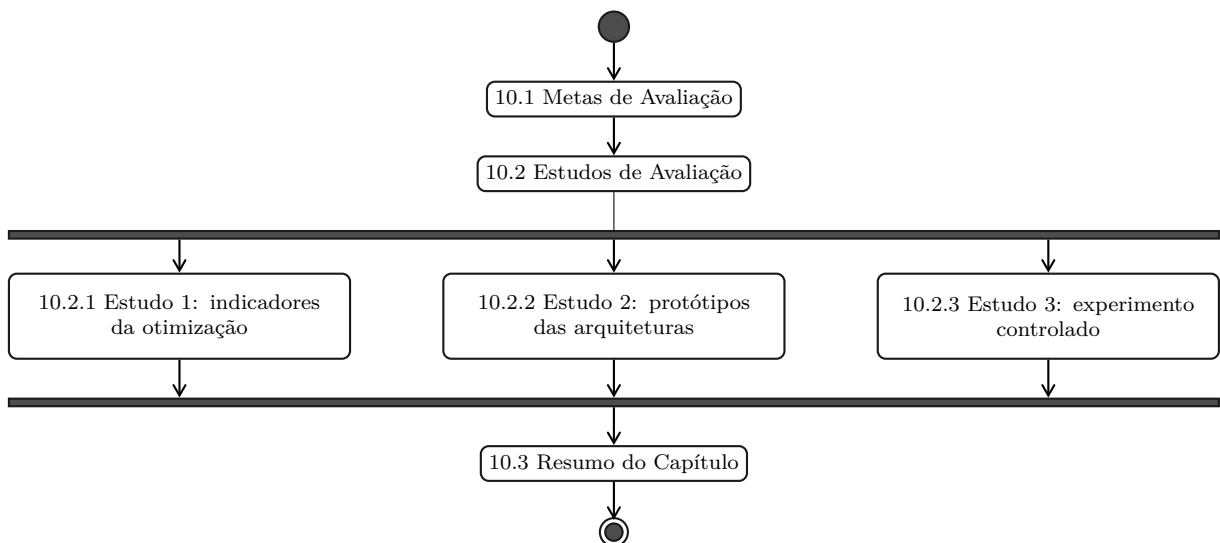 10.1 Metas de Avaliação
10.2 Estudos de Avaliação
10.2.1 Estudo 1: indicadores
da otimização
10.2.2 Estudo 2: protótipos
das arquiteturas
10.2.3 Estudo 3: experimento
controlado
10.3 Resumo do Capítulo